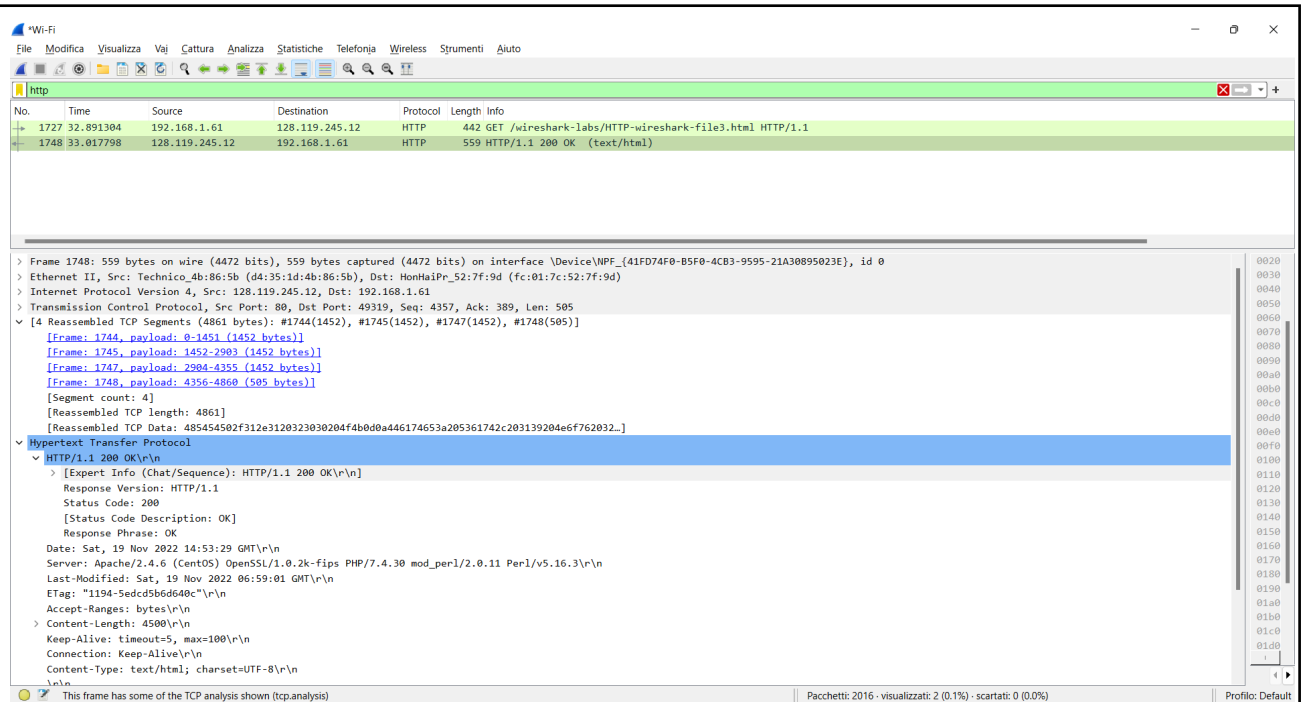 *Wi-Fi
File Modifica Visualizza Vai Cattura Analizza Statistiche Telefonia Wireless Strumenti Aiuto
http
No. Time Source Destination Protocol Length Info
1727 32.891304 192.168.1.61 128.119.245.12 HTTP 442 GET /wireshark-labs/HTTP-wireshark-file3.html HTTP/1.1
1748 33.017798 128.119.245.12 192.168.1.61 HTTP 559 HTTP/1.1 200 OK (text/html)
> Frame 1748: 559 bytes on wire (4472 bits), 559 bytes captured (4472 bits) on interface \Device\NPF_{41FD74F0-B5F0-4CB3-9595-21A30895023E}, id 0
> Ethernet II, Src: Technico_4b:86:5b (d4:35:1d:4b:86:5b), Dst: HonHaiPr_52:7f:9d (fc:01:7c:52:7f:9d)
> Internet Protocol Version 4, Src: 128.119.245.12, Dst: 192.168.1.61
> Transmission Control Protocol, Src Port: 80, Dst Port: 49319, Seq: 4357, Ack: 389, Len: 505
[4 Reassembled TCP Segments (4861 bytes): #1744(1452), #1745(1452), #1747(1452), #1748(505)]
[Frame: 1744, payload: 0-1451 (1452 bytes)]
[Frame: 1745, payload: 1452-2903 (1452 bytes)]
[Frame: 1747, payload: 2904-4355 (1452 bytes)]
[Frame: 1748, payload: 4356-4860 (505 bytes)]
[Segment count: 4]
[Reassembled TCP length: 4861]
[Reassembled TCP Data: 485454502f312e3120323030204f4b0d0a446174653a205361742c203139204e6f762032…]
Hypertext Transfer Protocol
HTTP/1.1 200 OK\r\n
> [Expert Info (Chat/Sequence): HTTP/1.1 200 OK\r\n]
Response Version: HTTP/1.1
Status Code: 200
[Status Code Description: OK]
Response Phrase: OK
Date: Sat, 19 Nov 2022 14:53:29 GMT\r\n
Server: Apache/2.4.6 (CentOS) OpenSSL/1.0.2k-fips PHP/7.4.30 mod_perl/2.0.11 Perl/v5.16.3\r\n
Last-Modified: Sat, 19 Nov 2022 06:59:01 GMT\r\n
ETag: "1194-5edcd5b6d640c"\r\n
Accept-Ranges: bytes\r\n
> Content-Length: 4500\r\n
Keep-Alive: timeout=5, max=100\r\n
Connection: Keep-Alive\r\n
Content-Type: text/html; charset=UTF-8\r\n
\r\n
0020
0030
0040
0050
0060
0070
0080
0090
00a0
00b0
00c0
00d0
00e0
00f0
0100
0110
0120
0130
0140
0150
0160
0170
0180
0190
01a0
01b0
01c0
01d0
This frame has some of the TCP analysis shown (tcp.analysis)
Pacchetti: 2016 · visualizzati: 2 (0.1%) · scartati: 0 (0.0%)
Profilo: Default